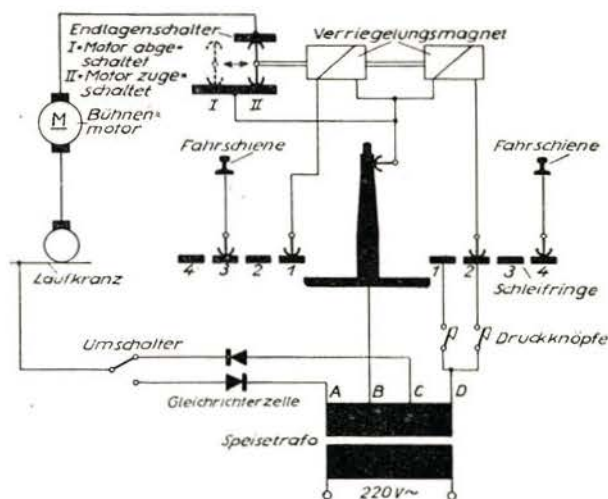 Endlagenschalter
I = Motor abge=
schaltet
II = Motor zuge=
schaltet
Verriegelungsmagnet
I II
M
Bühnen=
motor
Fahrschiene
Fahrschiene
4 3 2 1
1 2 3 4
Laufkranz
Schleifringe
Umschalter
Druckknöpfe
Gleichrichterzelle
A B C D
Speisetrafo
220 V~